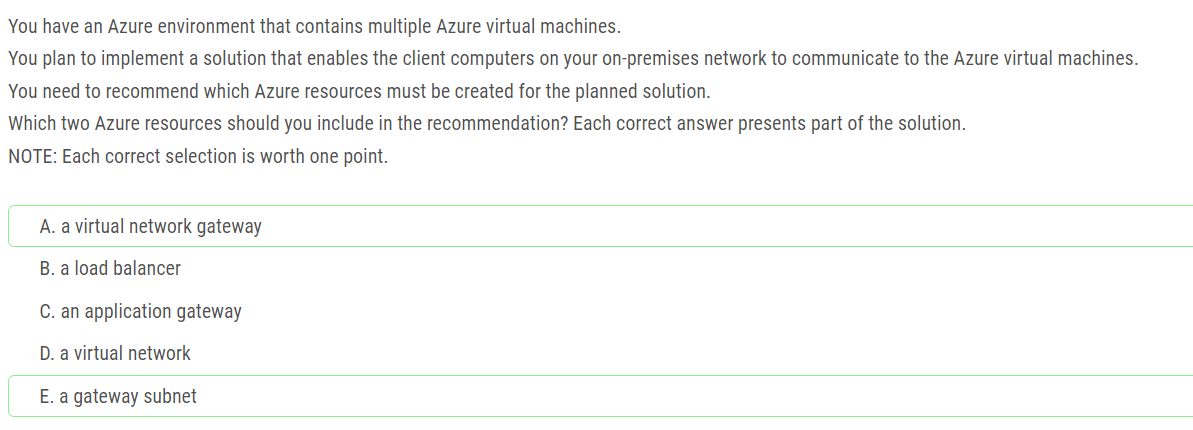 You have an Azure environment that contains multiple Azure virtual machines.
You plan to implement a solution that enables the client computers on your on-premises network to communicate to the Azure virtual machines.
You need to recommend which Azure resources must be created for the planned solution.
Which two Azure resources should you include in the recommendation? Each correct answer presents part of the solution.
NOTE: Each correct selection is worth one point.
A. a virtual network gateway
B. a load balancer
C. an application gateway
D. a virtual network
E. a gateway subnet